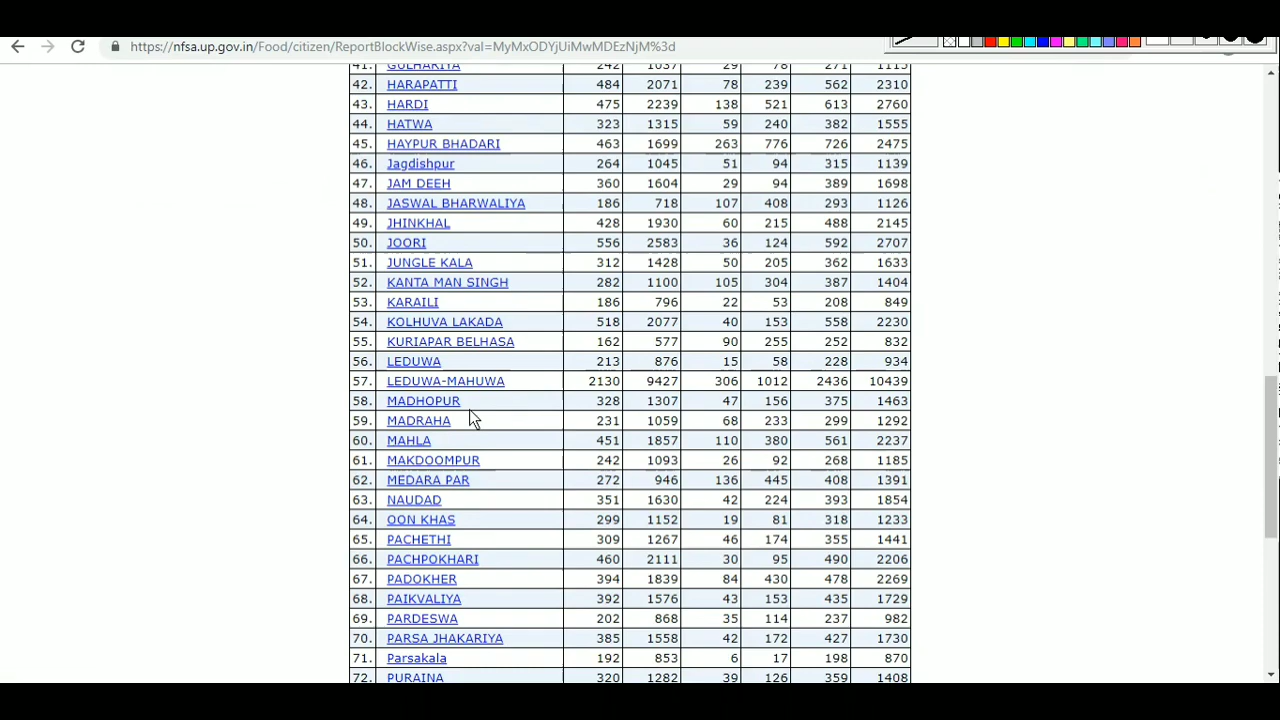 https://nfsa.up.gov.in/Food/citizen/ReportBlockWise.aspx?val=MyMxODYjUiMwMDEzNjM%3d
41. GULHARIYA 242 1037 29 78 271 1115
42. HARAPATTI 484 2071 78 239 562 2310
43. HARDI 475 2239 138 521 613 2760
44. HATWA 323 1315 59 240 382 1555
45. HAYPUR BHADARI 463 1699 263 776 726 2475
46. Jagdishpur 264 1045 51 94 315 1139
47. JAM DEEH 360 1604 29 94 389 1698
48. JASWAL BHARWALIYA 186 718 107 408 293 1126
49. JHINKHAL 428 1930 60 215 488 2145
50. JOORI 556 2583 36 124 592 2707
51. JUNGLE KALA 312 1428 50 205 362 1633
52. KANTA MAN SINGH 282 1100 105 304 387 1404
53. KARAILI 186 796 22 53 208 849
54. KOLHUVA LAKADA 518 2077 40 153 558 2230
55. KURIAPAR BELHASA 162 577 90 255 252 832
56. LEDUWA 213 876 15 58 228 934
57. LEDUWA-MAHUWA 2130 9427 306 1012 2436 10439
58. MADHOPUR 328 1307 47 156 375 1463
59. MADRAHA 231 1059 68 233 299 1292
60. MAHLA 451 1857 110 380 561 2237
61. MAKDOOMPUR 242 1093 26 92 268 1185
62. MEDARA PAR 272 946 136 445 408 1391
63. NAUDAD 351 1630 42 224 393 1854
64. OON KHAS 299 1152 19 81 318 1233
65. PACHETHI 309 1267 46 174 355 1441
66. PACHPOKHARI 460 2111 30 95 490 2206
67. PADOKHER 394 1839 84 430 478 2269
68. PAIKVALIYA 392 1576 43 153 435 1729
69. PARDESWA 202 868 35 114 237 982
70. PARSA JHAKARIYA 385 1558 42 172 427 1730
71. Parsakala 192 853 6 17 198 870
72. PURAINA 320 1282 39 126 359 1408